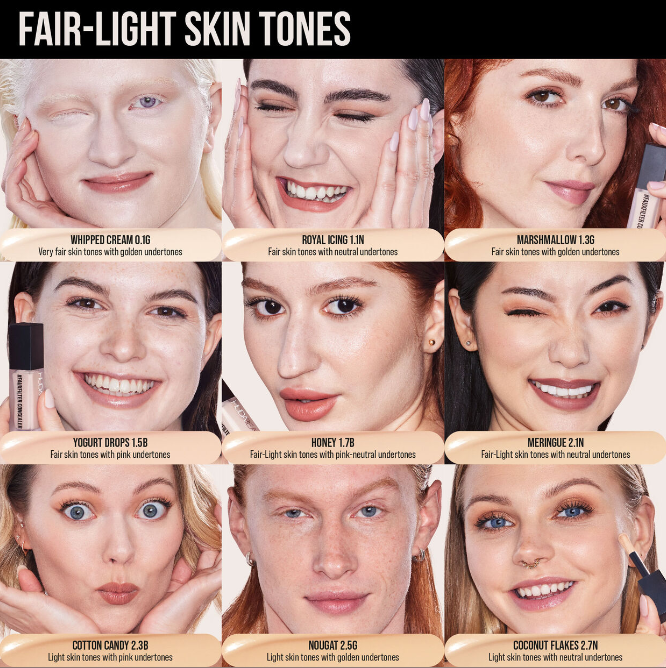 FAIR-LIGHT SKIN TONES
WHIPPED CREAM 0.1G
Very fair skin tones with golden undertones
ROYAL ICING 1.1N
Fair skin tones with neutral undertones
MARSHMALLOW 1.3G
Fair skin tones with golden undertones
YOGURT DROPS 1.5B
Fair skin tones with pink undertones
HONEY 1.7B
Fair-Light skin tones with pink-neutral undertones
MERINGUE 2.1N
Fair-Light skin tones with neutral undertones
COTTON CANDY 2.3B
Light skin tones with pink undertones
NOUGAT 2.5G
Light skin tones with golden undertones
COCONUT FLAKES 2.7N
Light skin tones with neutral undertones